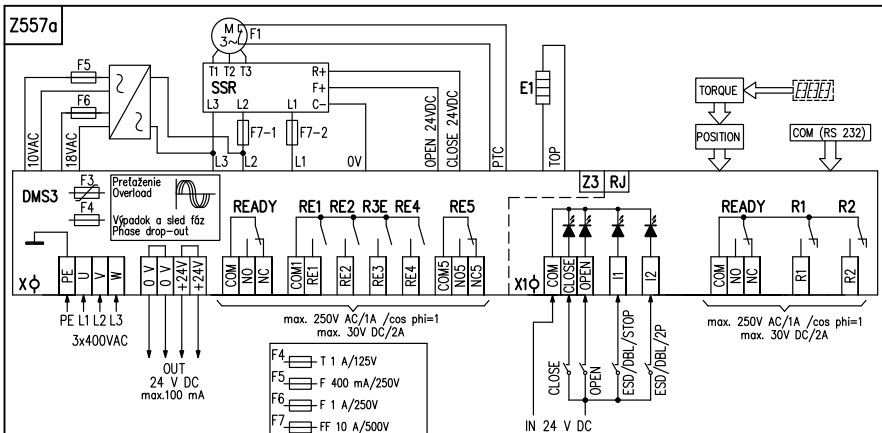 Z557a
F5
F6
M
3~
F1
T1 T2 T3
SSR
R+
F+
C-
L3 L2 L1
F7-1
F7-2
E1
TORQUE
POSITION
COM (RS 232)
10VAC
18VAC
L3
L2
L1
0V
OPEN 24VDC
CLOSE 24VDC
PTC
TOP
DMS3
F3
F4
Preťaženie
Overload
Výpadok a sled fáz
Phase drop-out
Z3 RJ
READY
RE1 RE2 R3E RE4
RE5
READY
R1
R2
X
PE
U
V
W
0 V
0 V
+24V
+24V
COM
NO
NC
COM1
RE1
RE2
RE3
RE4
COM5
NO5
NC5
X1
COM
CLOSE
OPEN
I1
I2
COM
NO
NC
R1
R2
PE L1 L2 L3
3x400VAC
OUT
24 V DC
max.100 mA
max. 250V AC/1A /cos phi=1
max. 30V DC/2A
F4 T 1 A/125V
F5 F 400 mA/250V
F6 F 1 A/250V
F7 FF 10 A/500V
CLOSE
OPEN
ESD/DBL/STOP
ESD/DBL/2P
IN 24 V DC
max. 250V AC/1A /cos phi=1
max. 30V DC/2A